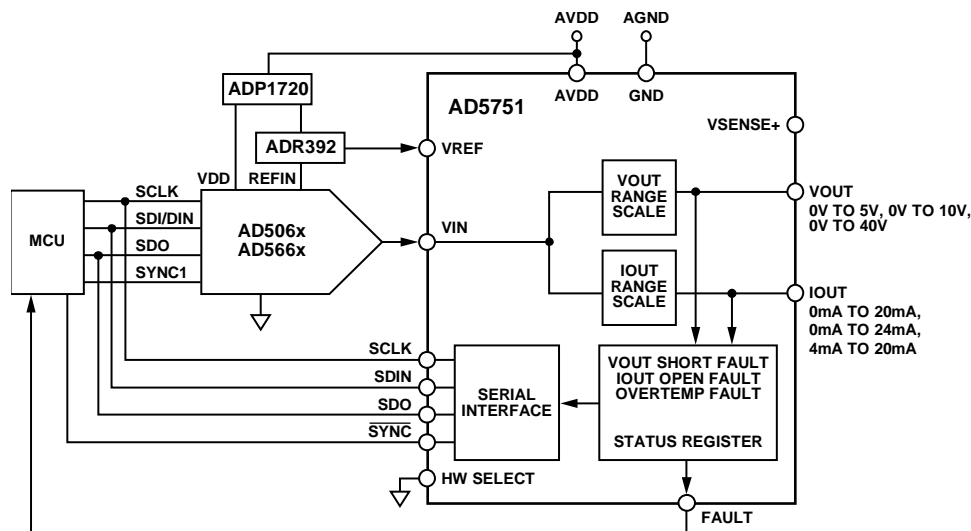 AVDD
AGND
ADP1720
AVDD
GND
AD5751
VSENSE+
ADR392
VREF
VDD
REFIN
SCLK
SDI/DIN
SDO
SYNC1
MCU
AD506x
AD566x
VIN
VOUT
RANGE
SCALE
VOUT
0V TO 5V, 0V TO 10V,
0V TO 40V
IOUT
RANGE
SCALE
IOUT
0mA TO 20mA,
0mA TO 24mA,
4mA TO 20mA
SCLK
SDIN
SDO
SYNC
SERIAL
INTERFACE
VOUT SHORT FAULT
IOUT OPEN FAULT
OVERTEMP FAULT
STATUS REGISTER
HW SELECT
FAULT